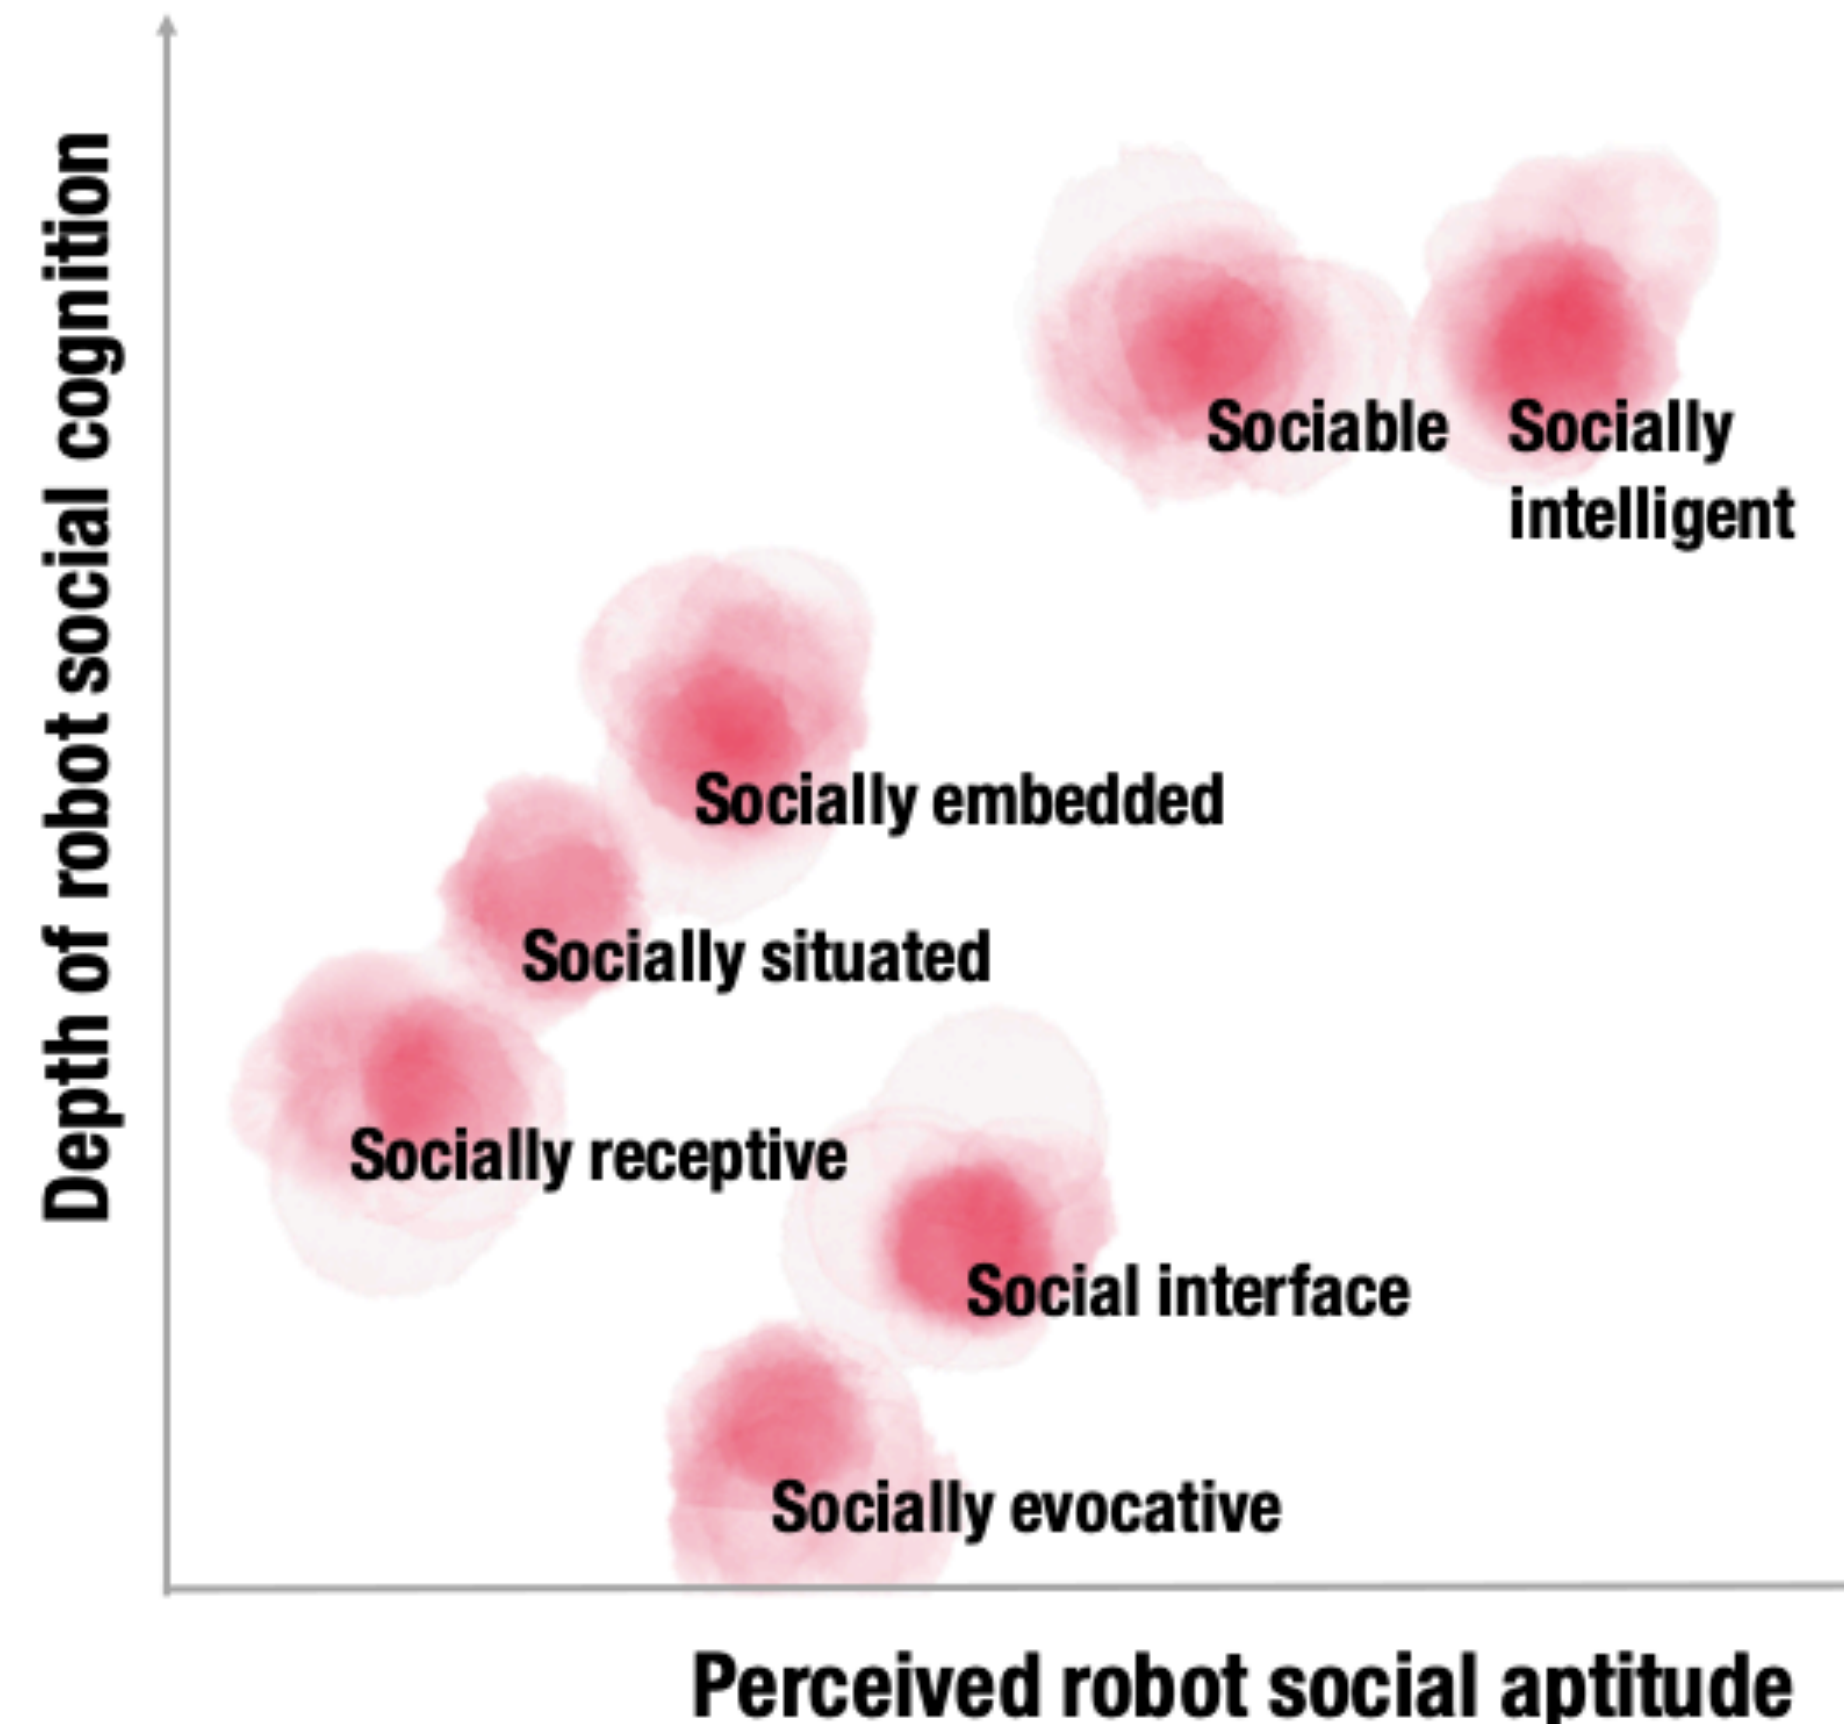 Depth of robot social cognition
Sociable
Socially
intelligent
Socially embedded
Socially situated
Socially receptive
Social interface
Socially evocative
Perceived robot social aptitude